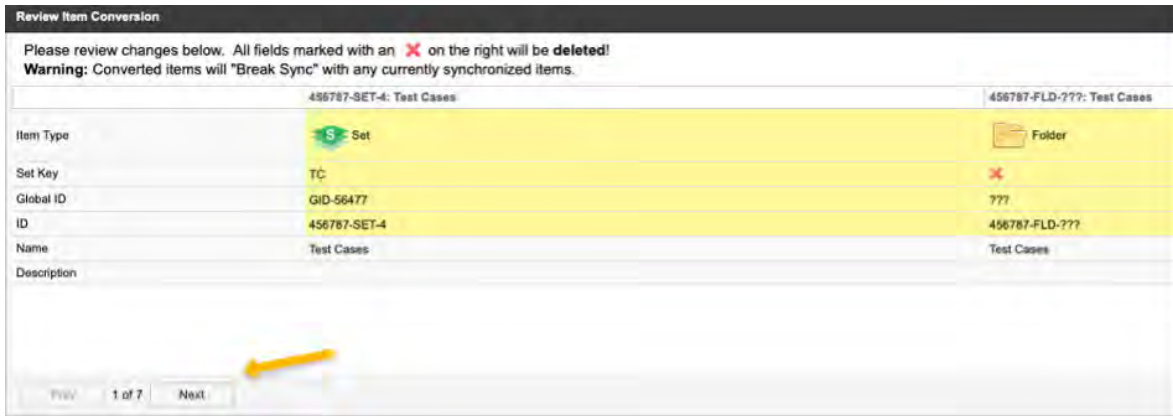 Review Item Conversion
Please review changes below. All fields marked with an ❌ on the right will be deleted!
Warning: Converted items will "Break Sync" with any currently synchronized items.
456787-SET-4: Test Cases 456787-FLD-???: Test Cases
Item Type S Set Folder
Set Key TC
Global ID GID-56477 ???
ID 456787-SET-4 456787-FLD-???
Name Test Cases Test Cases
Description
Prev 1 of 7 Next